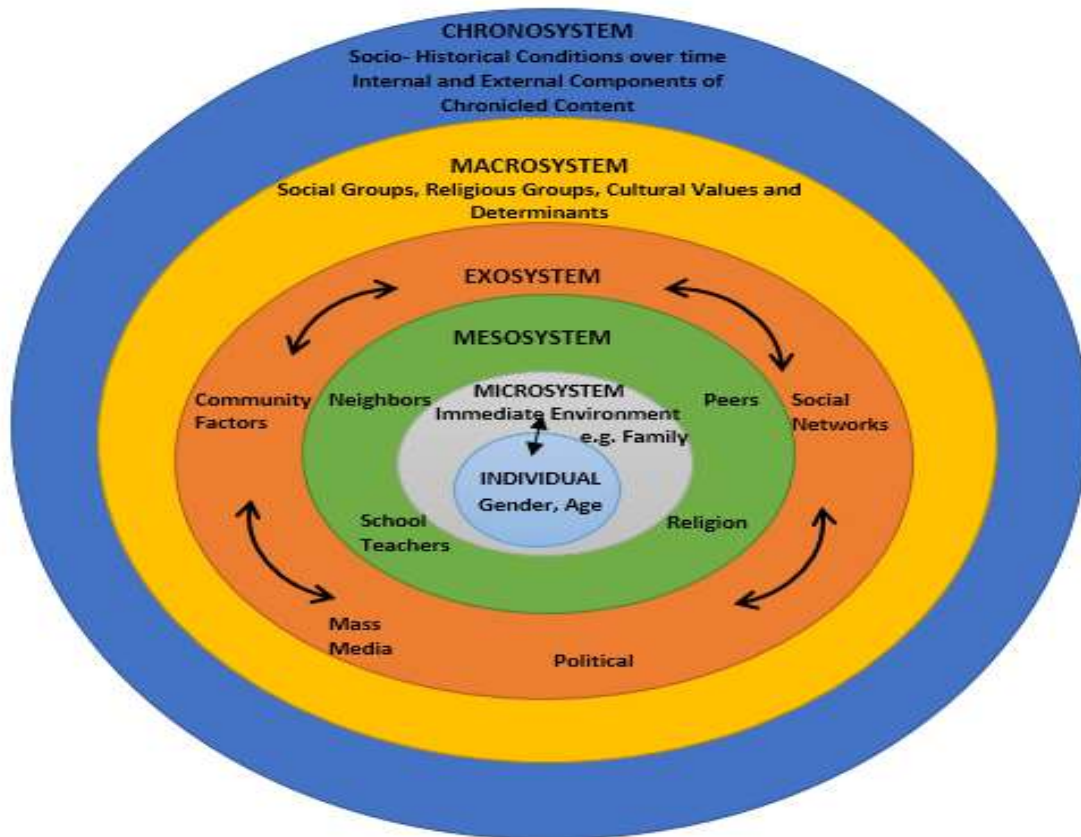 CHRONOSYSTEM
Socio- Historical Conditions over time
Internal and External Components of
Chronicled Content
MACROSYSTEM
Social Groups, Religious Groups, Cultural Values and
Determinants
EXOSYSTEM
MESOSYSTEM
MICROSYSTEM
Immediate Environment
e.g. Family
Community
Factors
Neighbors
Peers
Social
Networks
INDIVIDUAL
Gender, Age
School
Teachers
Religion
Mass
Media
Political